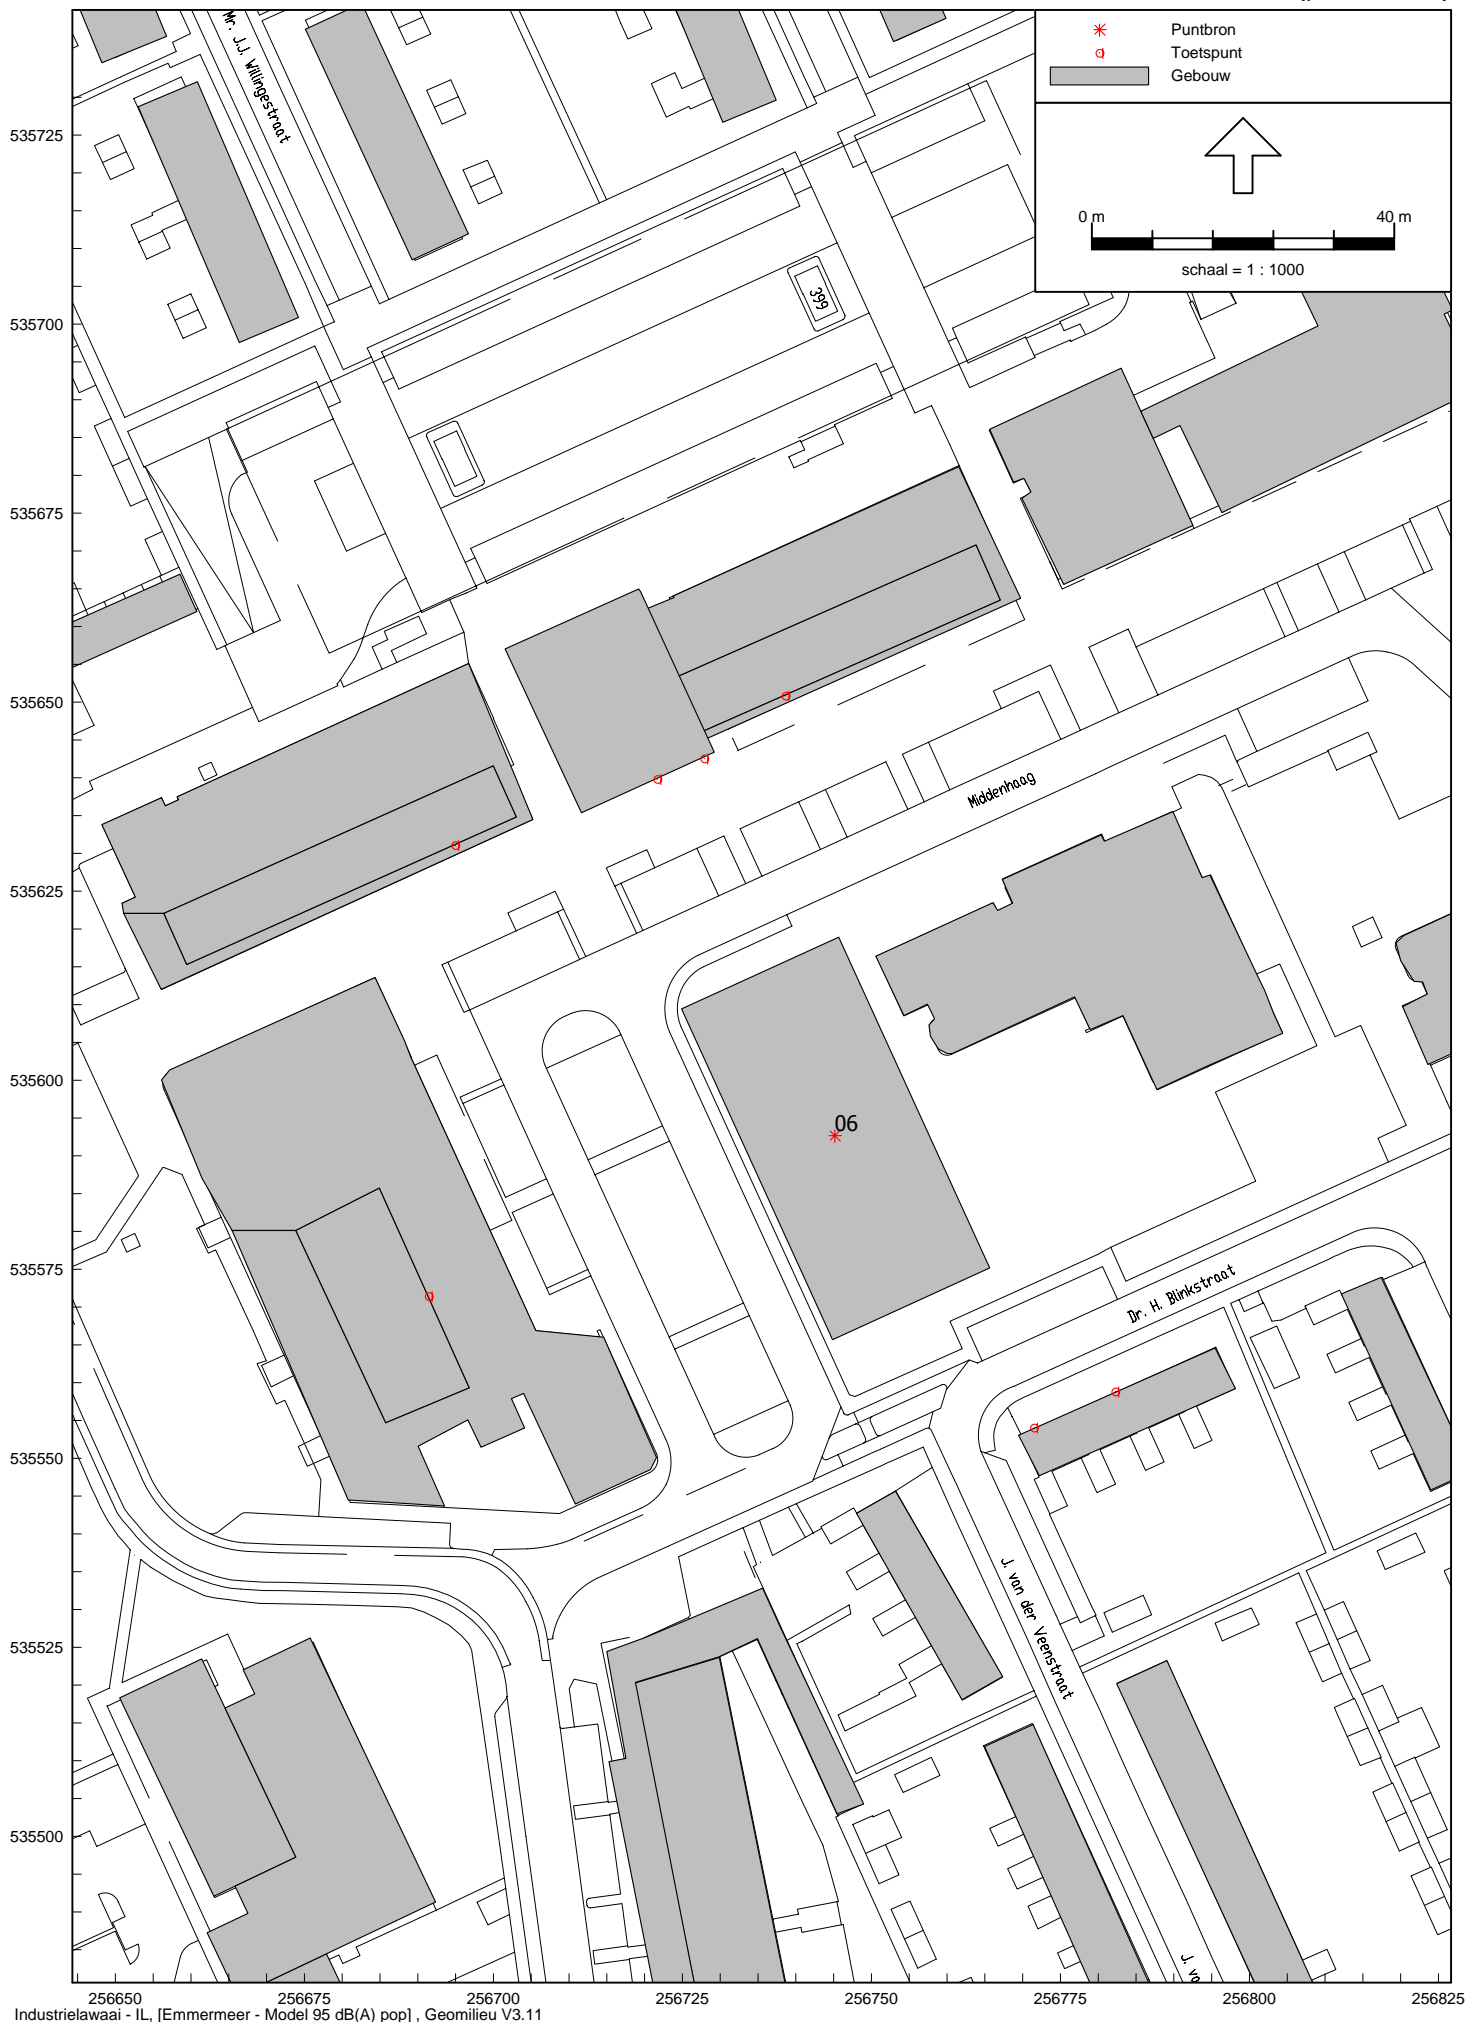 Puntbron
Toetspunt
Gebouw
0 m 40 m
schaal = 1 : 1000
Mr. J.J. Willingestraat
399
Middenhaag
06
Dr. H. Blinkstraat
J. van der Veenstraat
J. va
535725
535700
535675
535650
535625
535600
535575
535550
535525
535500
256650 256675 256700 256725 256750 256775 256800 256825
Industrielawaai - IL, [Emmermeer - Model 95 dB(A) pop] , Geomilieu V3.11